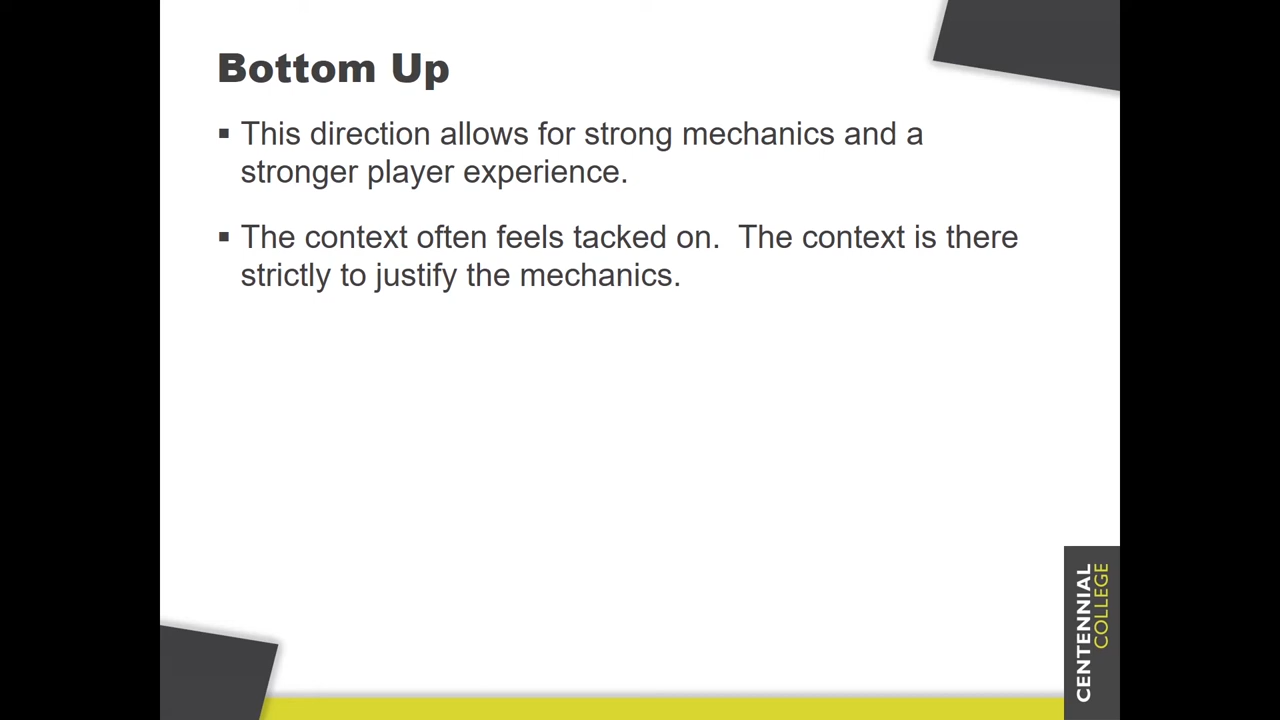 Bottom Up
▪ This direction allows for strong mechanics and a
stronger player experience.
▪ The context often feels tacked on.  The context is there
strictly to justify the mechanics.
CENTENNIAL
COLLEGE